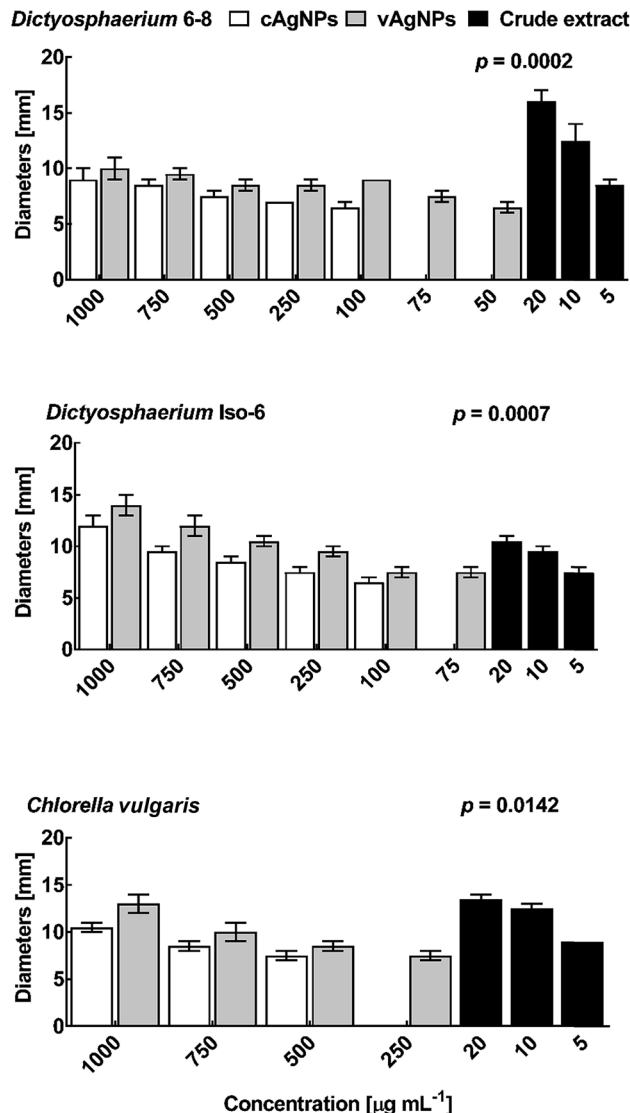 Dictyosphaerium 6-8 cAgNPs vAgNPs Crude extract
p = 0.0002
Diameters [mm]
20
15
10
5
0
1000 750 500 250 100 75 50 20 10 5
Dictyosphaerium Iso-6
p = 0.0007
Diameters [mm]
20
15
10
5
0
1000 750 500 250 100 75 20 10 5
Chlorella vulgaris
p = 0.0142
Diameters [mm]
20
15
10
5
0
1000 750 500 250 20 10 5
Concentration [µg mL⁻¹]